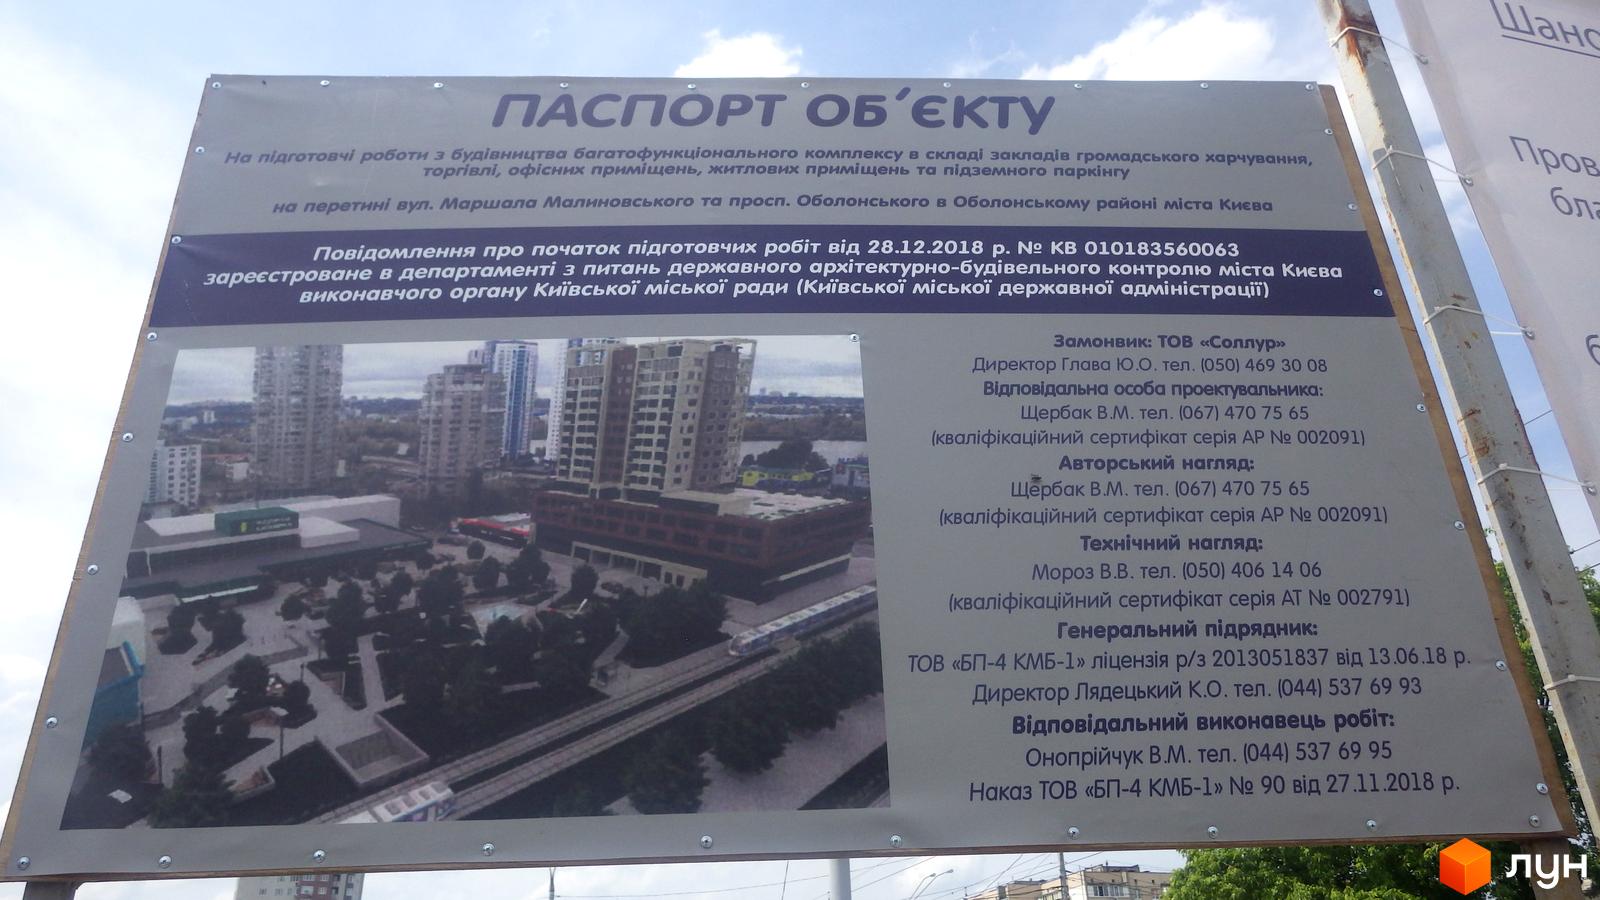 ПАСПОРТ ОБ'ЄКТУ
На підготовчі роботи з будівництва багатофункціонального комплексу в складі закладів громадського харчування,
торгівлі, офісних приміщень, житлових приміщень та підземного паркінгу
на перетині вул. Маршала Малиновського та просп. Оболонського в Оболонському районі міста Києва
Повідомлення про початок підготовчих робіт від 28.12.2018 р. № КВ 010183560063
зареєстроване в департаменті з питань державного архітектурно-будівельного контролю міста Києва
виконавчого органу Київської міської ради (Київської міської державної адміністрації)
Замонвик: ТОВ «Соллур»
Директор Глава Ю.О. тел. (050) 469 30 08
Відповідальна особа проектувальника:
Щербак В.М. тел. (067) 470 75 65
(кваліфікаційний сертифікат серія АР № 002091)
Авторський нагляд:
Щербак В.М. тел. (067) 470 75 65
(кваліфікаційний сертифікат серія АР № 002091)
Технічний нагляд:
Мороз В.В. тел. (050) 406 14 06
(кваліфікаційний сертифікат серія АТ № 002791)
Генеральний підрядник:
ТОВ «БП-4 КМБ-1» ліцензія р/з 2013051837 від 13.06.18 р.
Директор Лядецький К.О. тел. (044) 537 69 93
Відповідальний виконавець робіт:
Онопрійчук В.М. тел. (044) 537 69 95
Наказ ТОВ «БП-4 КМБ-1» № 90 від 27.11.2018 р.
лун